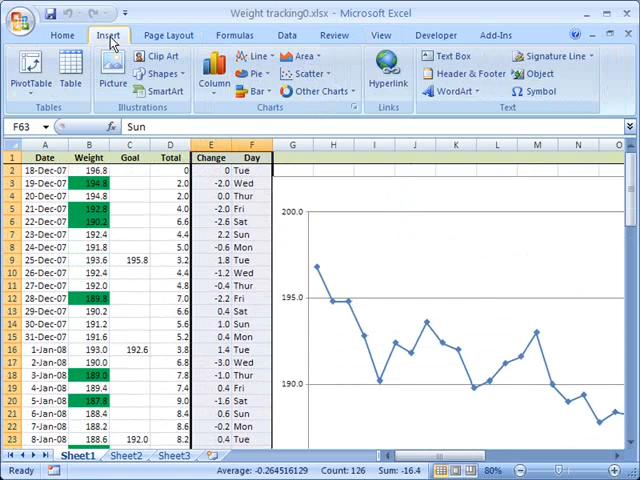 Weight tracking0.xlsx - Microsoft Excel
Home Insert Page Layout Formulas Data Review View Developer Add-Ins
PivotTable Table Picture Clip Art Shapes SmartArt Column Line Pie Bar Area Scatter Other Charts Hyperlink Text Box Header & Footer WordArt Object Symbol
Tables Illustrations Charts Links Text
F63 fx Sun
A B C D E F G H I J K L M N O
1 Date Weight Goal Total Change Day
2 18-Dec-07 196.8 0 0 Tue
3 19-Dec-07 194.8 2.0 -2.0 Wed
4 20-Dec-07 194.8 2.0 0.0 Thur
5 21-Dec-07 192.8 4.0 -2.0 Fri
6 22-Dec-07 190.2 6.6 -2.6 Sat
7 23-Dec-07 192.4 4.4 2.2 Sun
8 24-Dec-07 191.8 5.0 -0.6 Mon
9 25-Dec-07 193.6 195.8 3.2 1.8 Tue
10 26-Dec-07 192.4 4.4 -1.2 Wed
11 27-Dec-07 192.0 4.8 -0.4 Thur
12 28-Dec-07 189.8 7.0 -2.2 Fri
13 29-Dec-07 190.2 6.6 0.4 Sat
14 30-Dec-07 191.2 5.6 1.0 Sun
15 31-Dec-07 191.6 5.2 0.4 Mon
16 1-Jan-08 193.0 192.6 3.8 1.4 Tue
17 2-Jan-08 190.0 6.8 -3.0 Wed
18 3-Jan-08 189.0 7.8 -1.0 Thur
19 4-Jan-08 189.4 7.4 0.4 Fri
20 5-Jan-08 187.8 9.0 -1.6 Sat
21 6-Jan-08 188.4 8.4 0.6 Sun
22 7-Jan-08 188.2 8.6 -0.2 Mon
23 8-Jan-08 188.6 192.0 8.2 0.4 Tue
200.0
195.0
190.0
Sheet1 Sheet2 Sheet3
Ready Average: -0.264516129 Count: 126 Sum: -16.4 80%